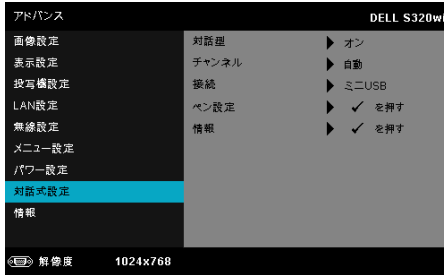 アドバンス DELL S320wi
画像設定 対話型 オン
表示設定 チャンネル 自動
投写機設定 接続 ミニUSB
LAN設定 ペン設定 ✓ を押す
無線設定 情報 ✓ を押す
メニュー設定
パワー設定
対話式設定
情報
解像度 1024x768